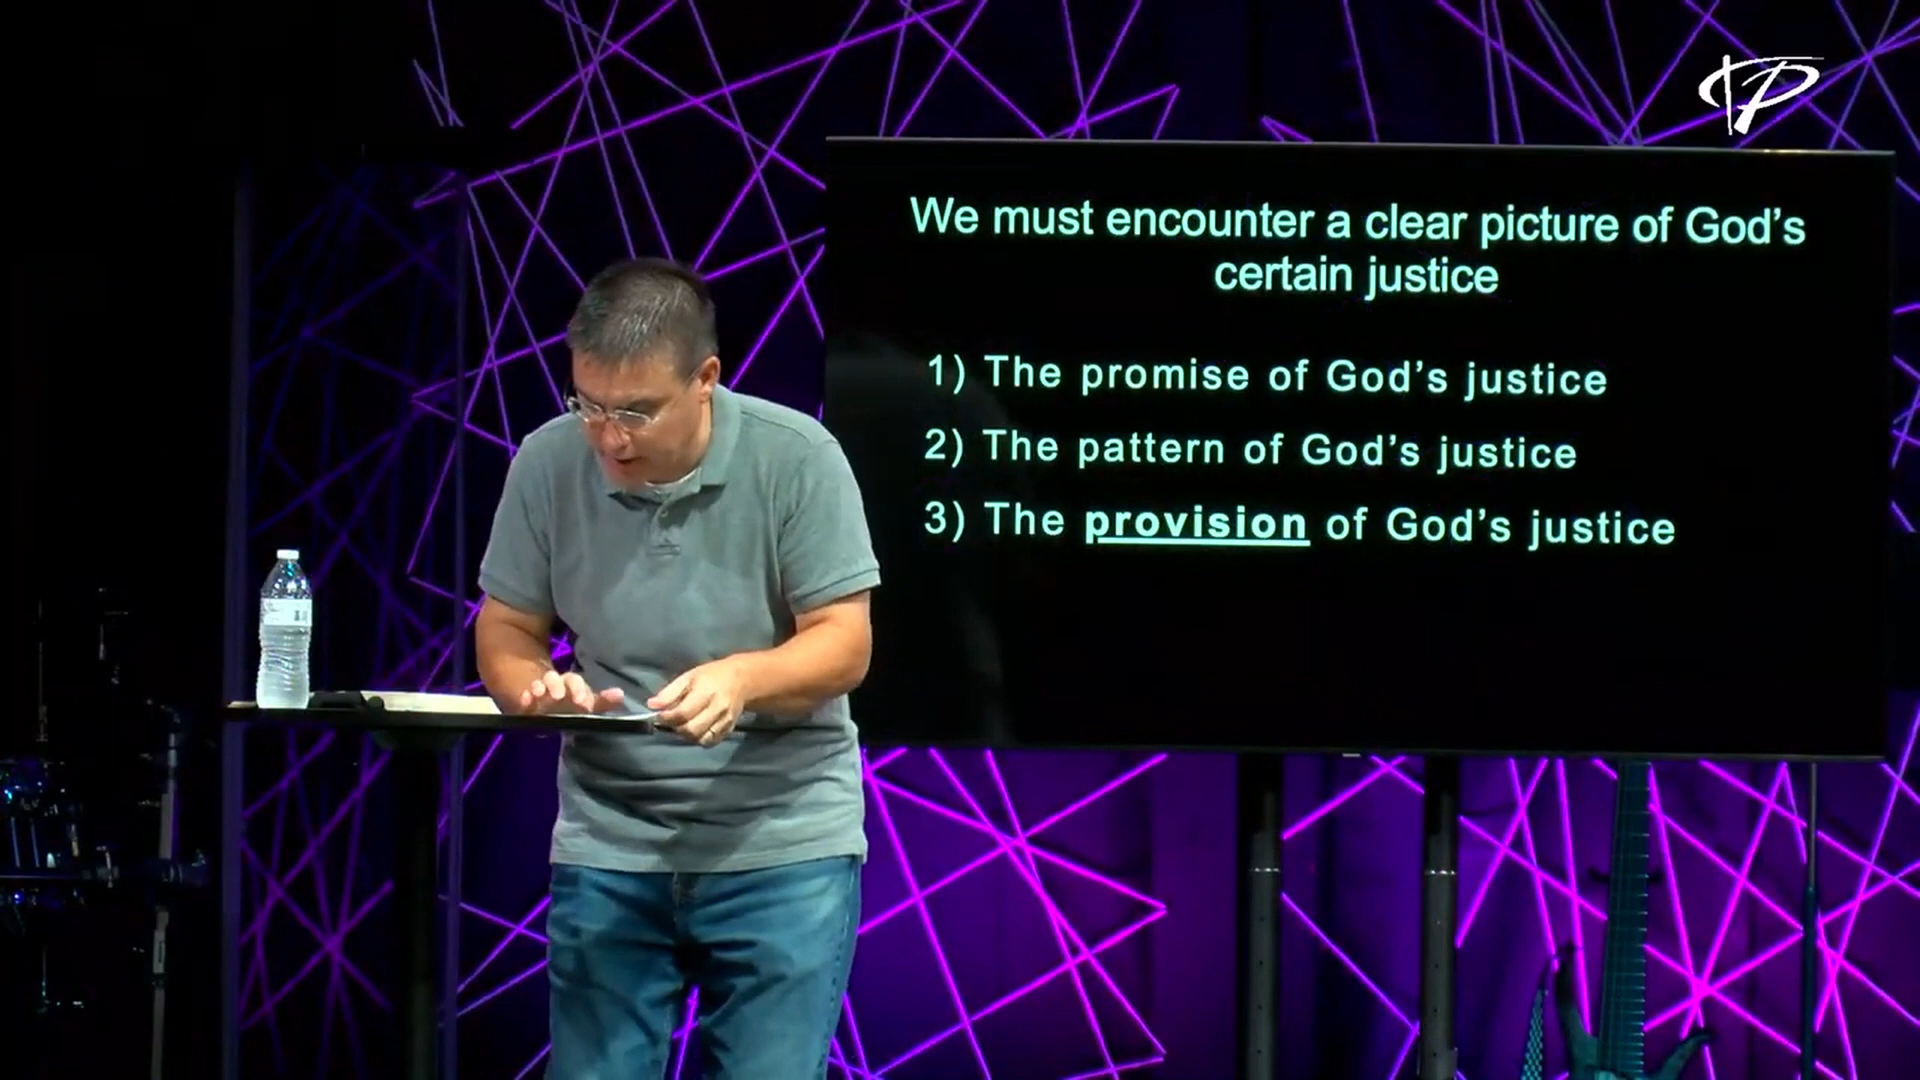 We must encounter a clear picture of God's
certain justice
1) The promise of God's justice
2) The pattern of God's justice
3) The provision of God's justice